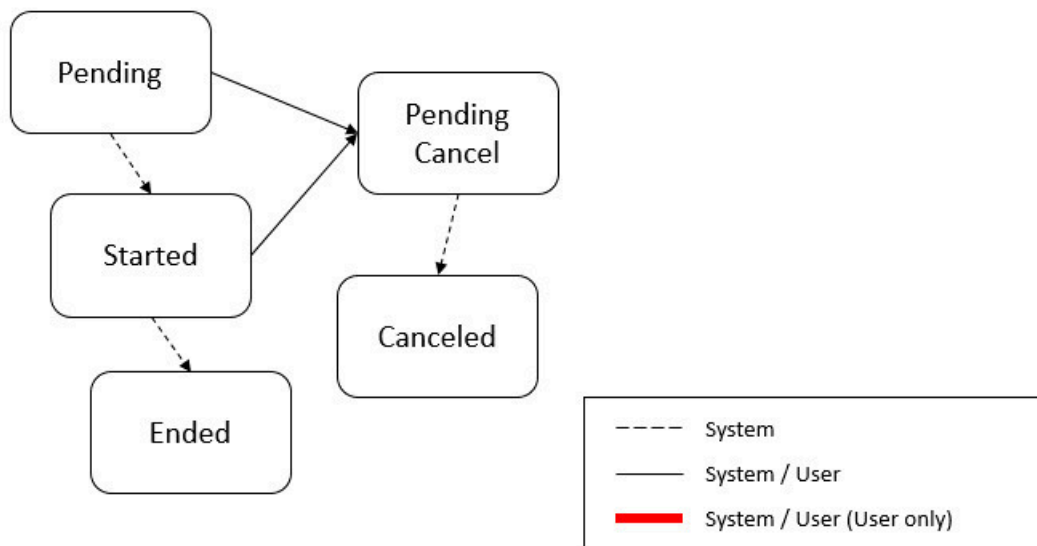 Pending
Pending
Cancel
Started
Canceled
Ended
System
System / User
System / User (User only)